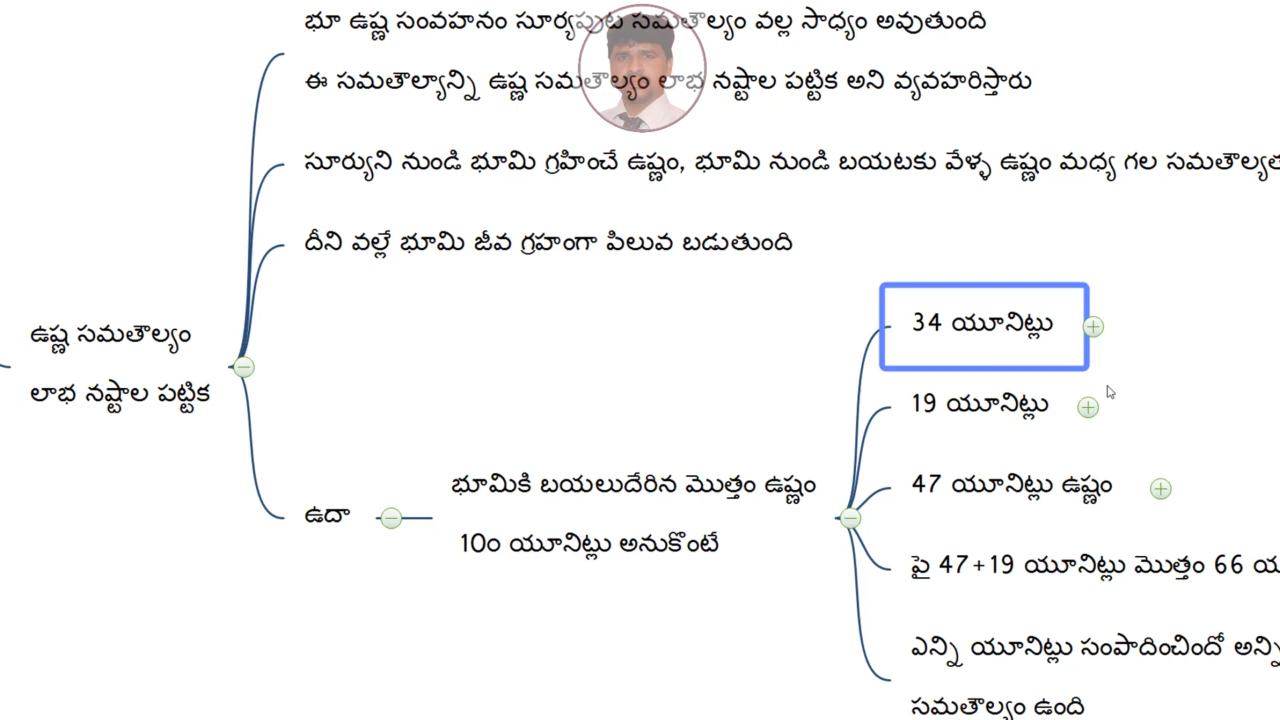 భూ ఉష్ణ సంవహనం సూర్యపుట సమతౌల్యం వల్ల సాధ్యం అవుతుంది
ఈ సమతౌల్యాన్ని ఉష్ణ సమతౌల్యం లాభ నష్టాల పట్టిక అని వ్యవహరిస్తారు
సూర్యుని నుండి భూమి గ్రహించే ఉష్ణం, భూమి నుండి బయటకు వేళ్ళ ఉష్ణం మధ్య గల
దీని వల్లే భూమి జీవ గ్రహంగా పిలువ బడుతుంది
ఉష్ణ సమతౌల్యం
లాభ నష్టాల పట్టిక
ఉదా
భూమికి బయలుదేరిన మొత్తం ఉష్ణం
10ం యూనిట్లు అనుకొంటే
34 యూనిట్లు
19 యూనిట్లు
47 యూనిట్లు ఉష్ణం
పై 47+19 యూనిట్లు మొత్తం 66
ఎన్ని యూనిట్లు సంపాదించిందో
సమతౌల్యం ఉంది